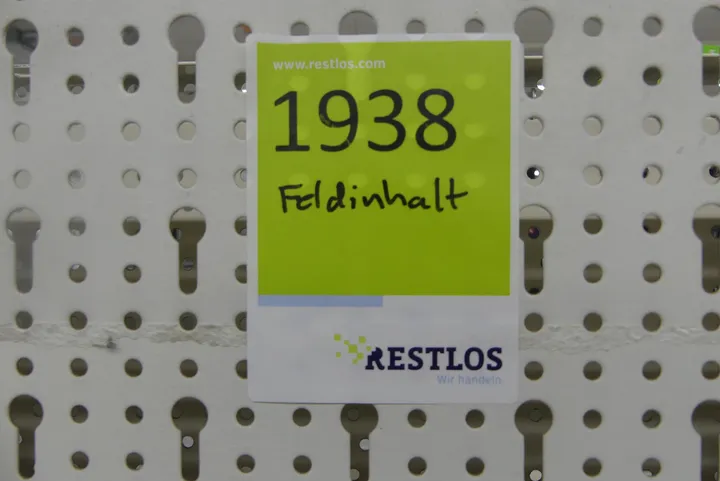 www.restlos.com
1938
Feldinhalt
RESTLOS
Wir handeln